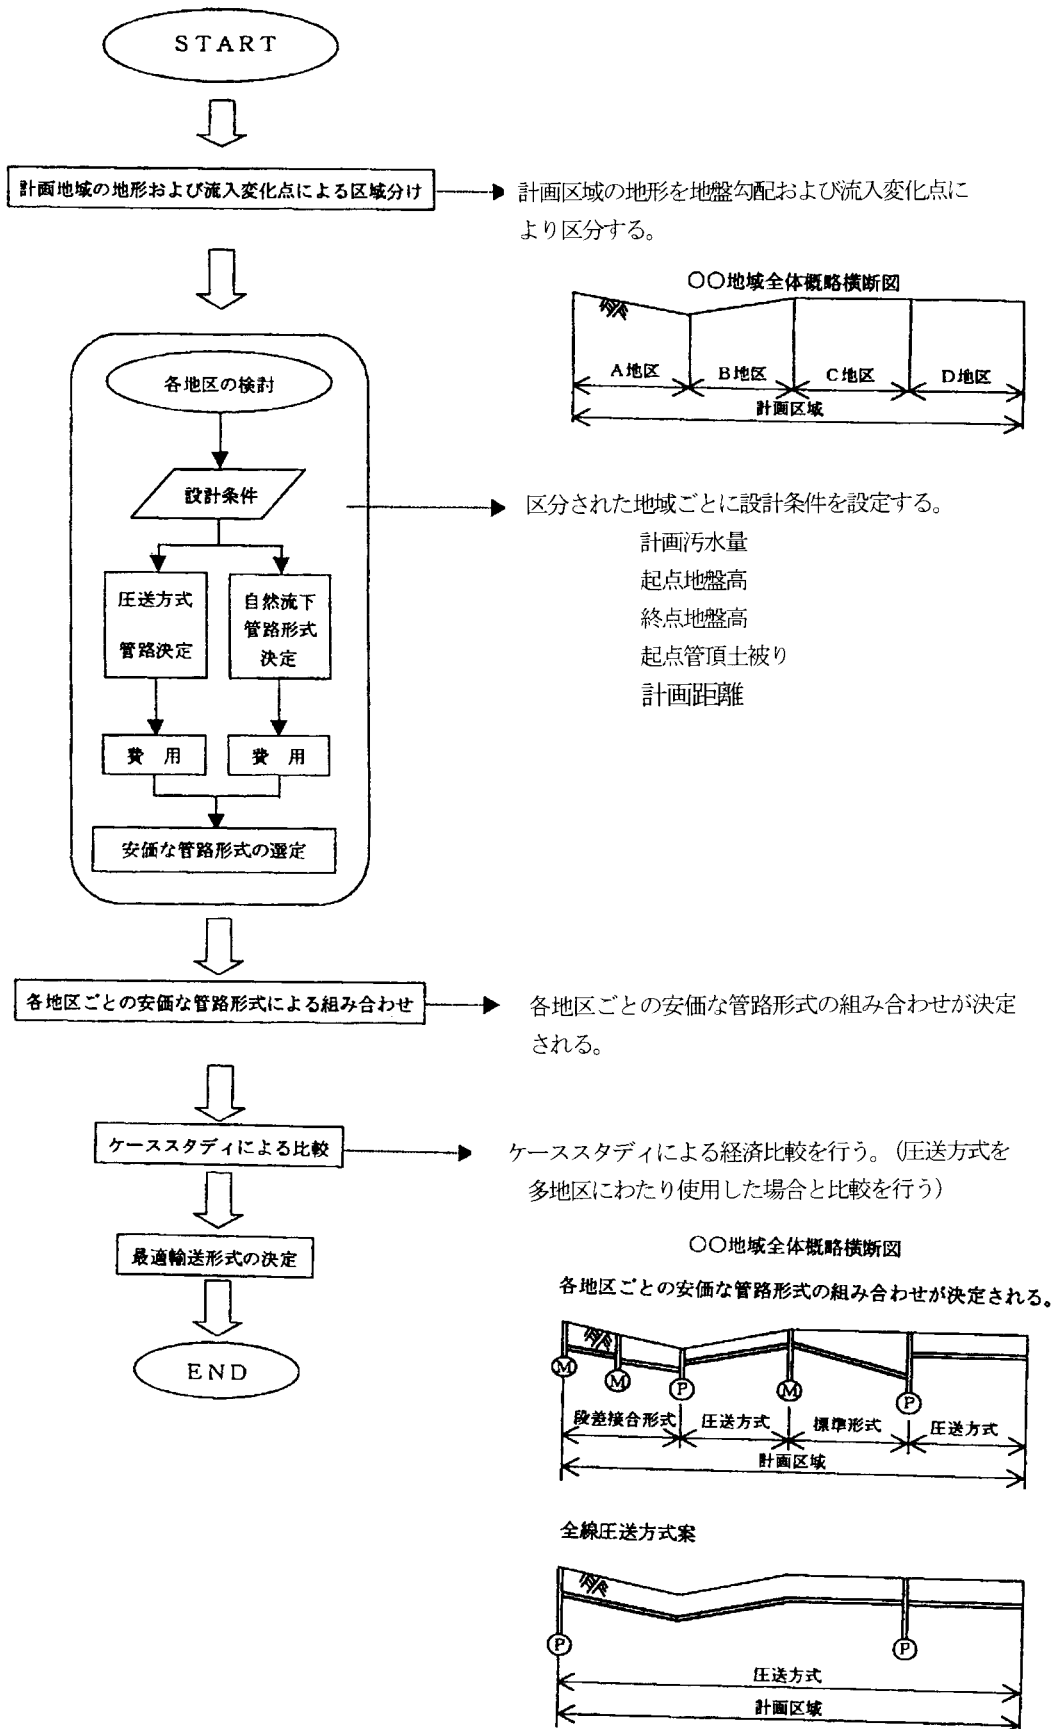 START
計画地域の地形および流入変化点による区域分け
計画区域の地形を地盤勾配および流入変化点に
より区分する。
〇〇地域全体概略横断図
A地区
B地区
C地区
D地区
計画区域
各地区の検討
設計条件
区分された地域ごとに設計条件を設定する。
計画汚水量
起点地盤高
終点地盤高
起点管頂土被り
計画距離
圧送方式
管路決定
自然流下
管路形式
決定
費 用
費 用
安価な管路形式の選定
各地区ごとの安価な管路形式による組み合わせ
各地区ごとの安価な管路形式の組み合わせが決定
される。
ケーススタディによる比較
ケーススタディによる経済比較を行う。(圧送方式を
多地区にわたり使用した場合と比較を行う)
最適輸送形式の決定
END
〇〇地域全体概略横断図
各地区ごとの安価な管路形式の組み合わせが決定される。
M
M
P
M
P
段差接合形式
圧送方式
標準形式
圧送方式
計画区域
全線圧送方式案
P
P
圧送方式
計画区域